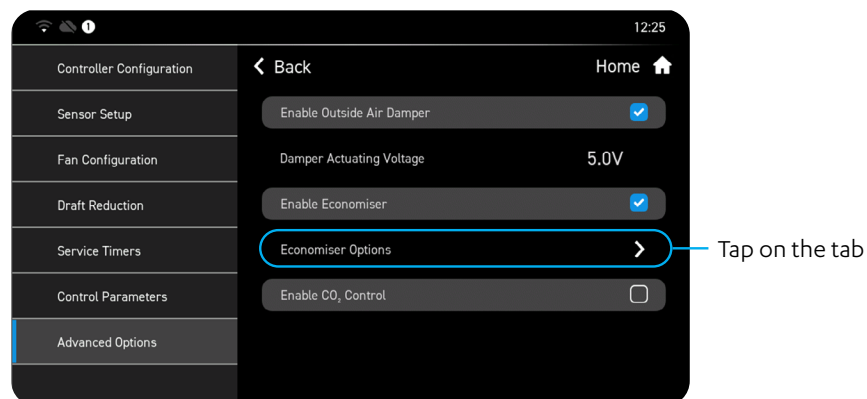 1 12:25
Controller Configuration
Sensor Setup
Fan Configuration
Draft Reduction
Service Timers
Control Parameters
Advanced Options
Back Home
Enable Outside Air Damper
Damper Actuating Voltage 5.0V
Enable Economiser
Economiser Options
Enable CO₂ Control
Tap on the tab